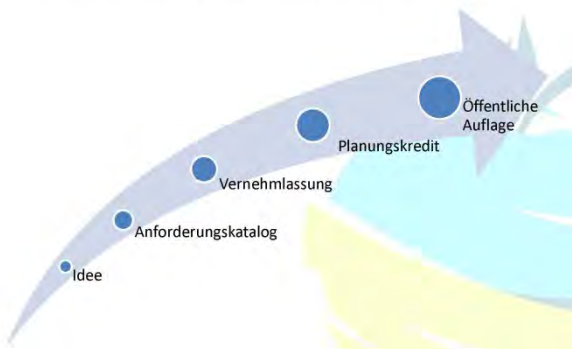 Öffentliche
Auflage
Planungskredit
Vernehmlassung
Anforderungskatalog
Idee